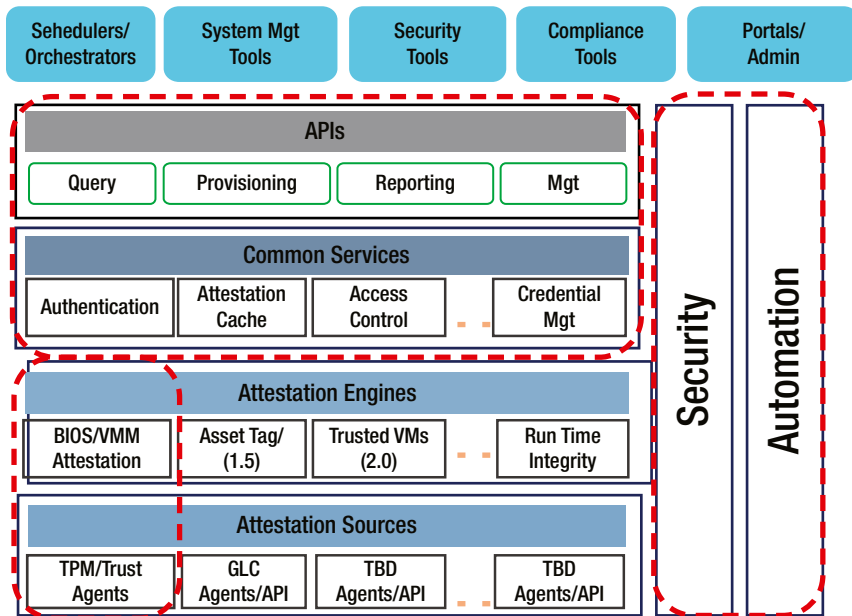 Sehedulers/
Orchestrators
System Mgt
Tools
Security
Tools
Compliance
Tools
Portals/
Admin
APIs
Query
Provisioning
Reporting
Mgt
Common Services
Authentication
Attestation
Cache
Access
Control
Credential
Mgt
Attestation Engines
BIOS/VMM
Attestation
Asset Tag/
(1.5)
Trusted VMs
(2.0)
Run Time
Integrity
Attestation Sources
TPM/Trust
Agents
GLC
Agents/API
TBD
Agents/API
TBD
Agents/API
Security
Automation